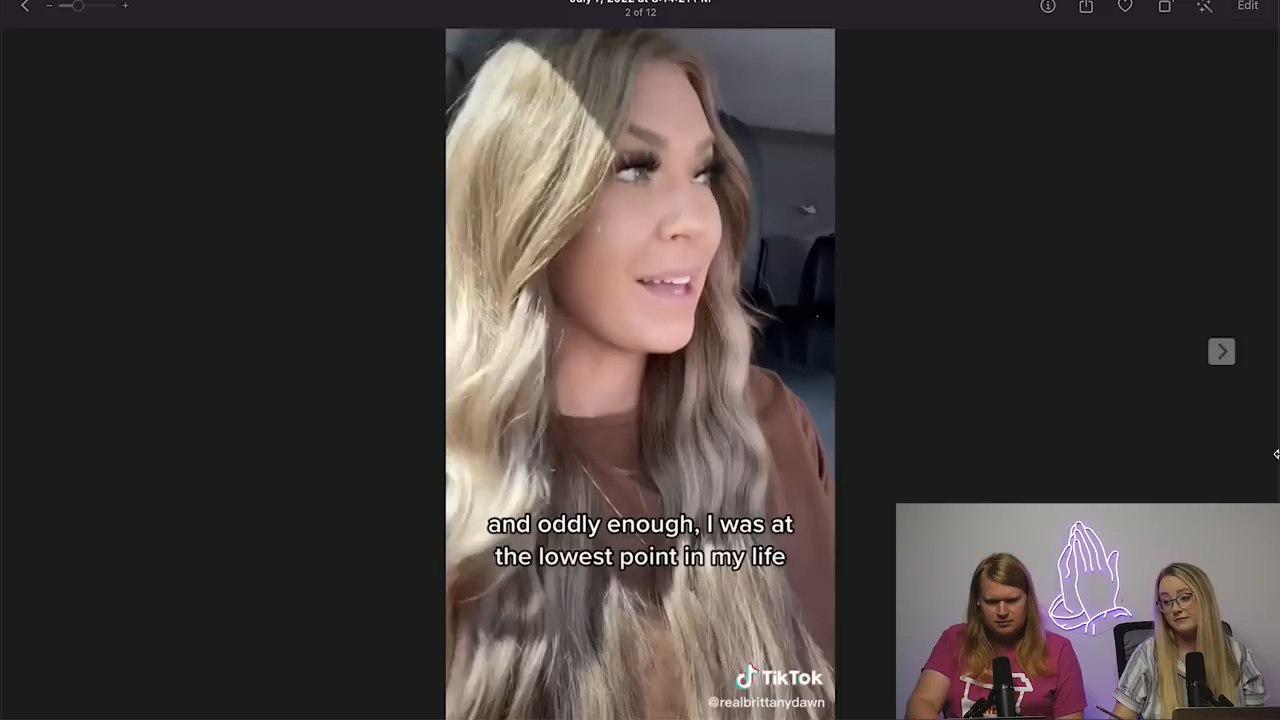 2 of 12
Edit
and oddly enough, I was at
the lowest point in my life
TikTok
@realbrittanydawn